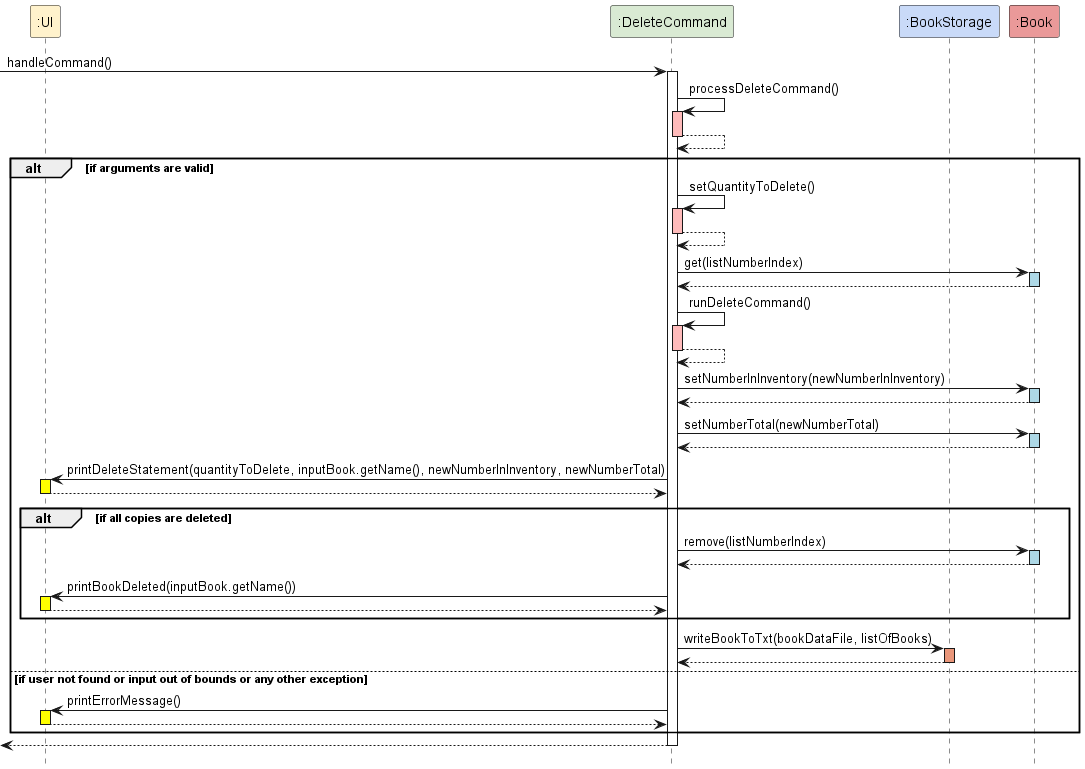 :UI
:DeleteCommand
:BookStorage
:Book
handleCommand()
processDeleteCommand()
alt
[if arguments are valid]
setQuantityToDelete()
get(listNumberIndex)
runDeleteCommand()
setNumberInInventory(newNumberInInventory)
setNumberTotal(newNumberTotal)
printDeleteStatement(quantityToDelete, inputBook.getName(), newNumberInInventory, newNumberTotal)
alt
[if all copies are deleted]
remove(listNumberIndex)
printBookDeleted(inputBook.getName())
writeBookToTxt(bookDataFile, listOfBooks)
[if user not found or input out of bounds or any other exception]
printErrorMessage()